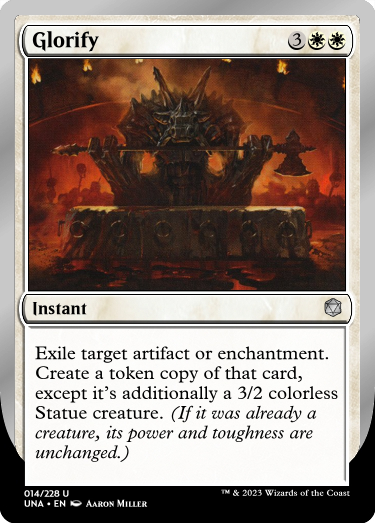 Glorify 3
Instant
Exile target artifact or enchantment.
Create a token copy of that card,
except it's additionally a 3/2 colorless
Statue creature. (If it was already a
creature, its power and toughness are
unchanged.)
014/228 U
UNA • EN AARON MILLER
™ & © 2023 Wizards of the Coast